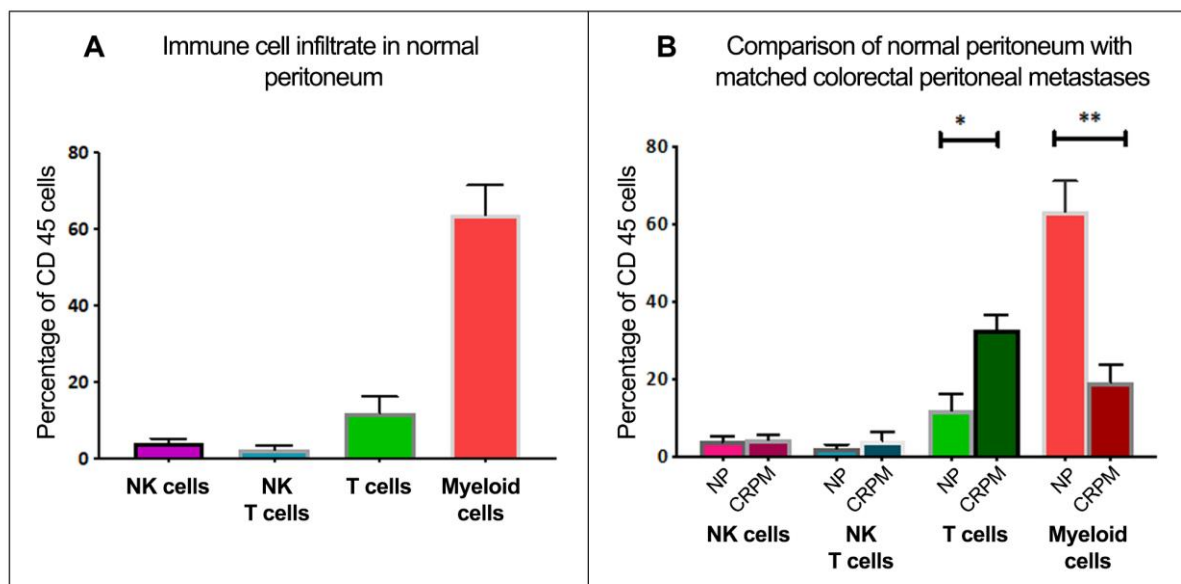 A
Immune cell infiltrate in normal
peritoneum
Percentage of CD 45 cells
80
60
40
20
0
NK cells
NK
T cells
T cells
Myeloid
cells
B
Comparison of normal peritoneum with
matched colorectal peritoneal metastases
Percentage of CD 45 cells
80
60
40
20
0
*
**
NP
CRPM
NP
CRPM
NP
CRPM
NP
CRPM
NK cells
NK
T cells
T cells
Myeloid
cells